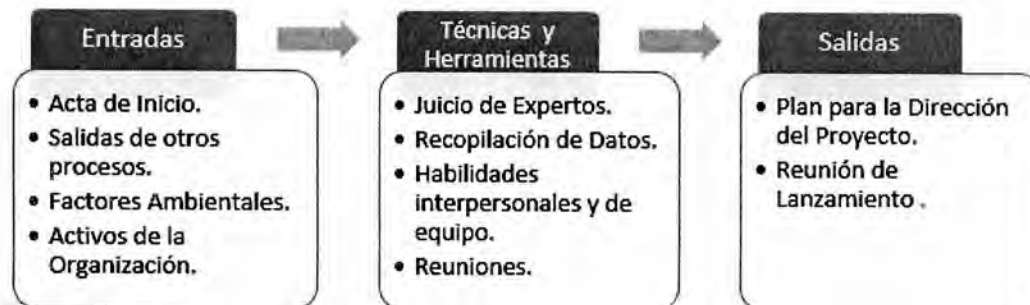 Entradas
• Acta de Inicio.
• Salidas de otros
procesos.
• Factores Ambientales.
• Activos de la
Organización.
Técnicas y
Herramientas
• Juicio de Expertos.
• Recopilación de Datos.
• Habilidades
interpersonales y de
equipo.
• Reuniones.
Salidas
• Plan para la Dirección
del Proyecto.
• Reunión de
Lanzamiento .